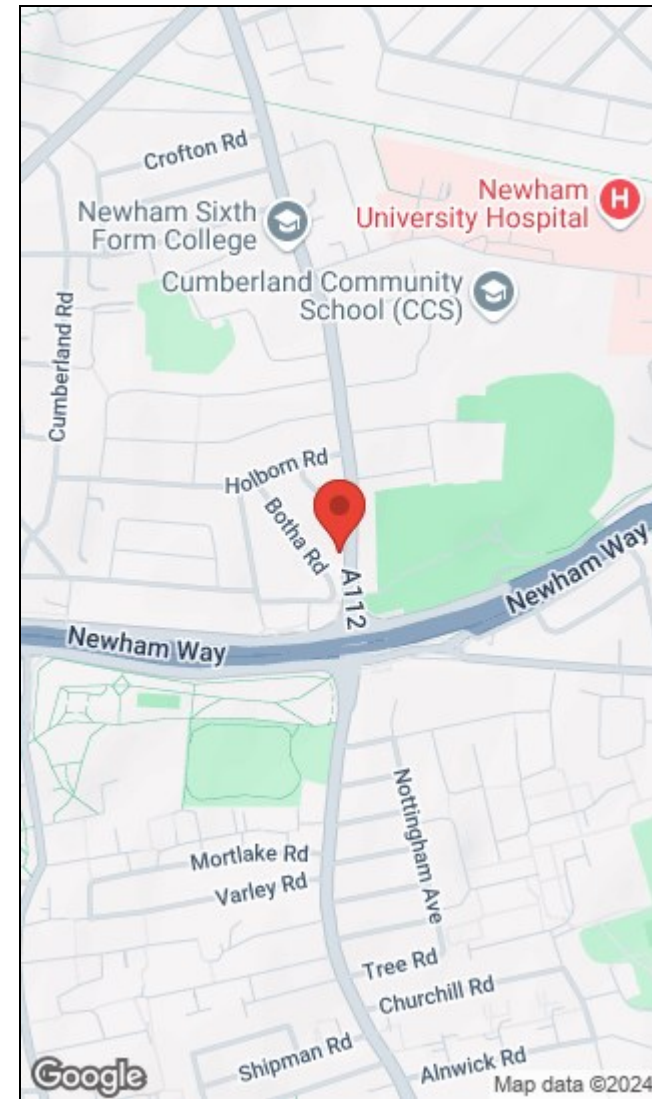 Crofton Rd
Newham Sixth
Form College
Newham
University Hospital
H
Cumberland Community
School (CCS)
Cumberland Rd
Holborn Rd
Botha Rd
A112
Newham Way
Newham Way
Nottingham Ave
Mortlake Rd
Varley Rd
Tree Rd
Churchill Rd
Shipman Rd
Alnwick Rd
Google
Map data ©2024